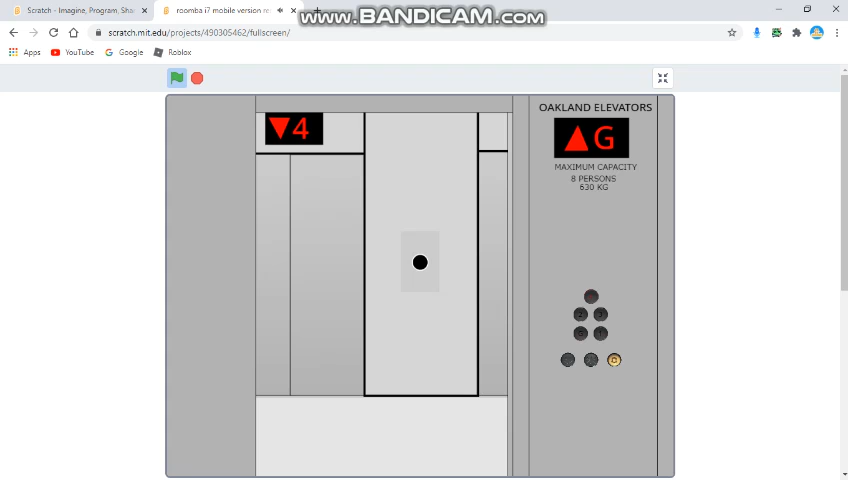 Scratch - Imagine, Program, Sha
roomba i7 mobile version re
www.BANDICAM.com
scratch.mit.edu/projects/490305462/fullscreen/
Apps
YouTube
Google
Roblox
4
OAKLAND ELEVATORS
G
MAXIMUM CAPACITY
8 PERSONS
630 KG